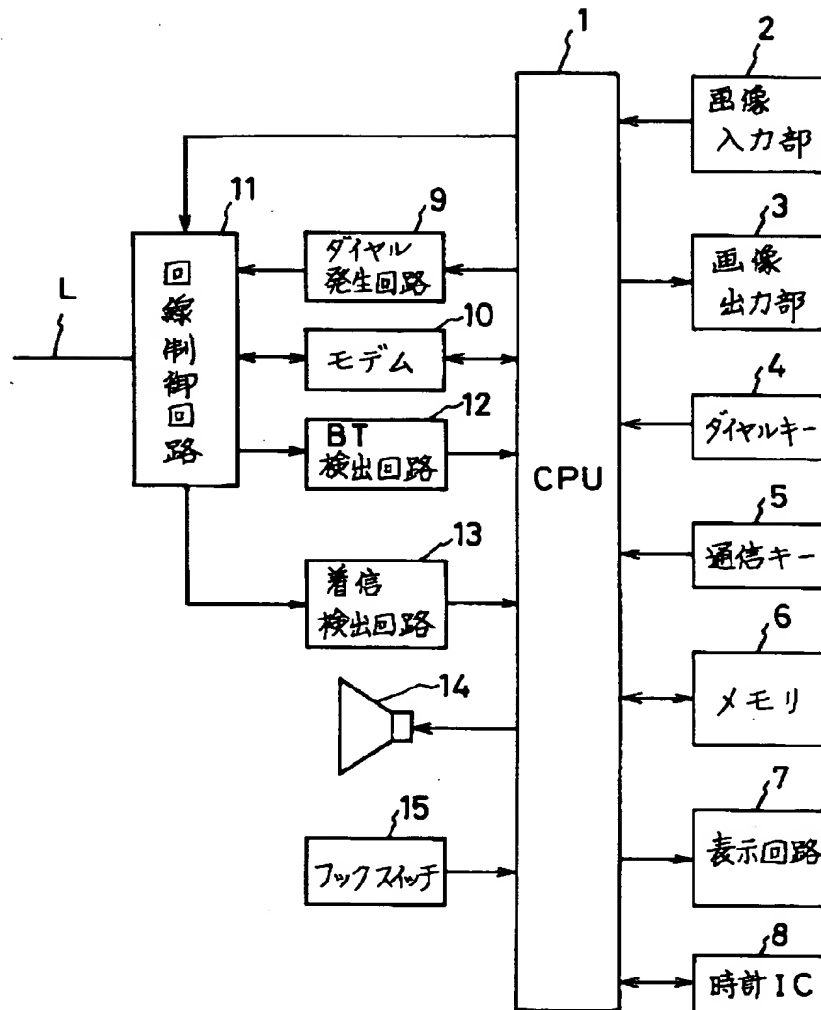 1
CPU
2
画像
入力部
3
画像
出力部
4
ダイヤルキー
5
通信キー
6
メモリ
7
表示回路
8
時計IC
9
ダイヤル
発生回路
10
モデム
11
回線制御回路
L
12
BT
検出回路
13
着信
検出回路
14
15
フックスイッチ